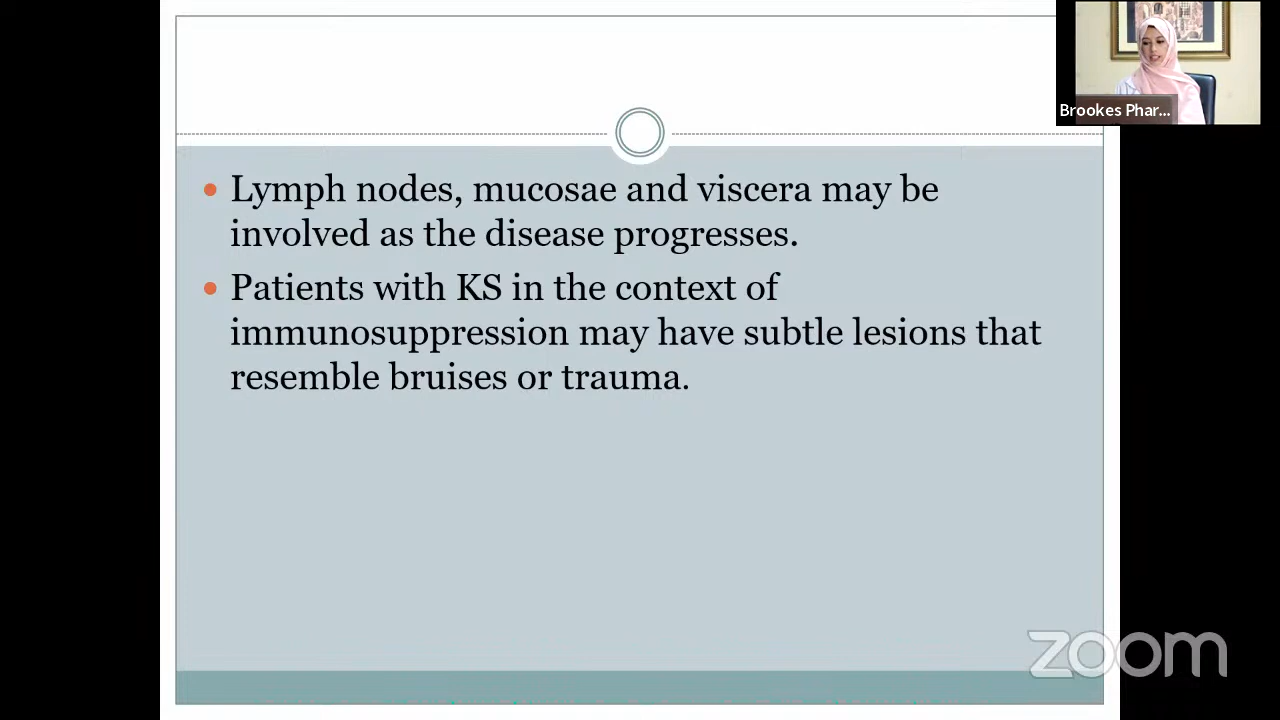 Brookes Phar...
Lymph nodes, mucosae and viscera may be
involved as the disease progresses.
Patients with KS in the context of
immunosuppression may have subtle lesions that
resemble bruises or trauma.
zoom